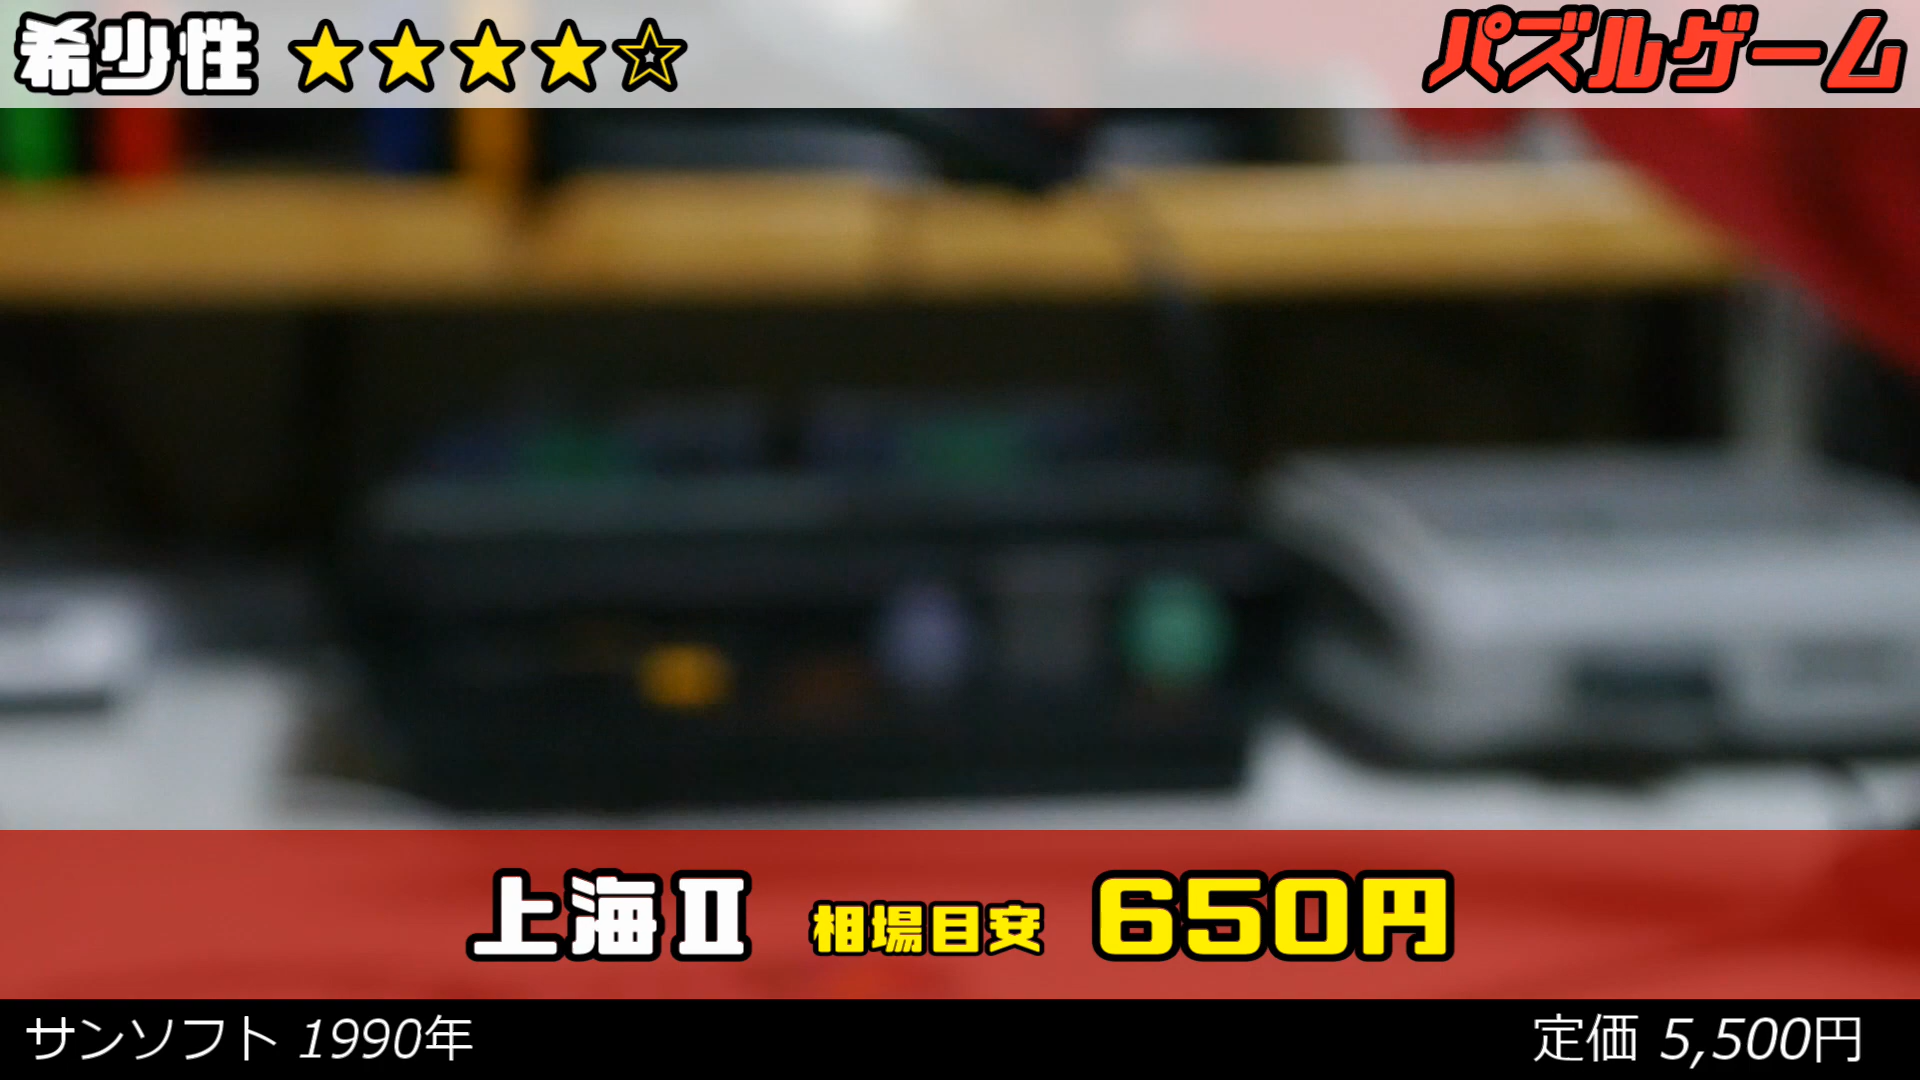 希少性 ★★★★☆
パズルゲーム
上海II 相場目安 650円
サンソフト 1990年
定価 5,500円